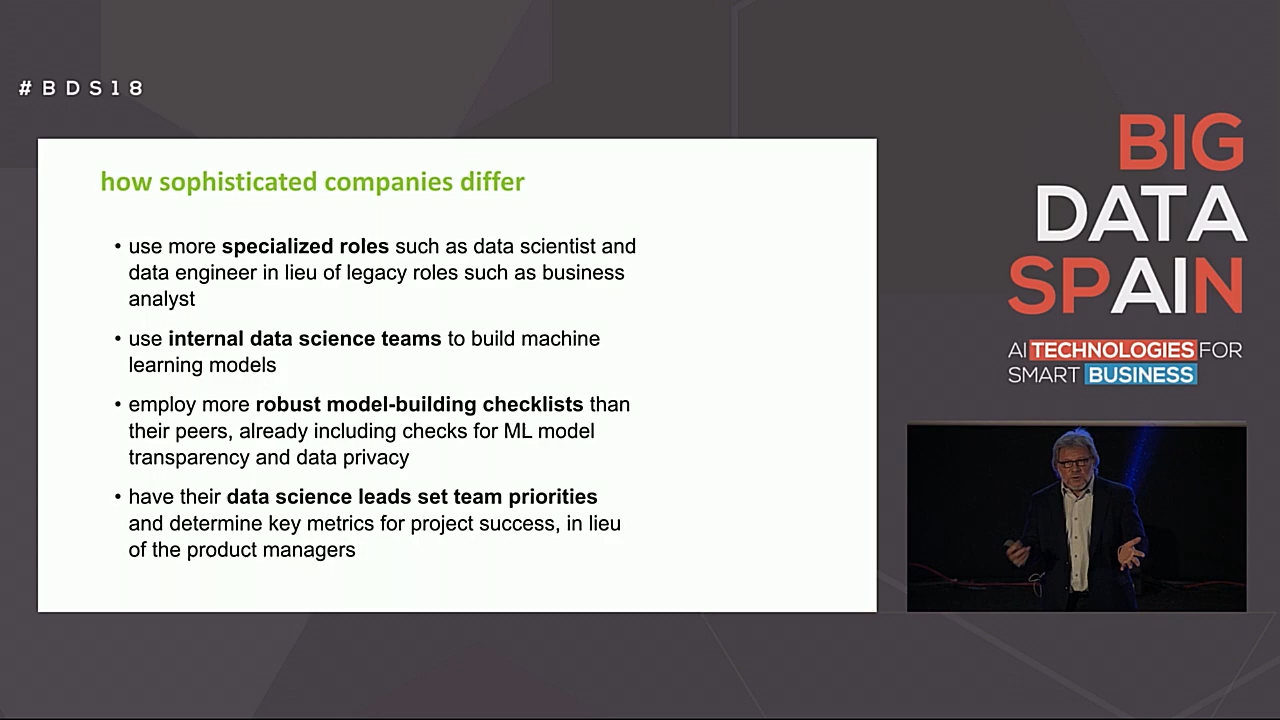 #BDS18
how sophisticated companies differ
• use more specialized roles such as data scientist and
data engineer in lieu of legacy roles such as business
analyst
• use internal data science teams to build machine
learning models
• employ more robust model-building checklists than
their peers, already including checks for ML model
transparency and data privacy
• have their data science leads set team priorities
and determine key metrics for project success, in lieu
of the product managers
BIG
DATA
SPAIN
AI TECHNOLOGIES FOR
SMART BUSINESS